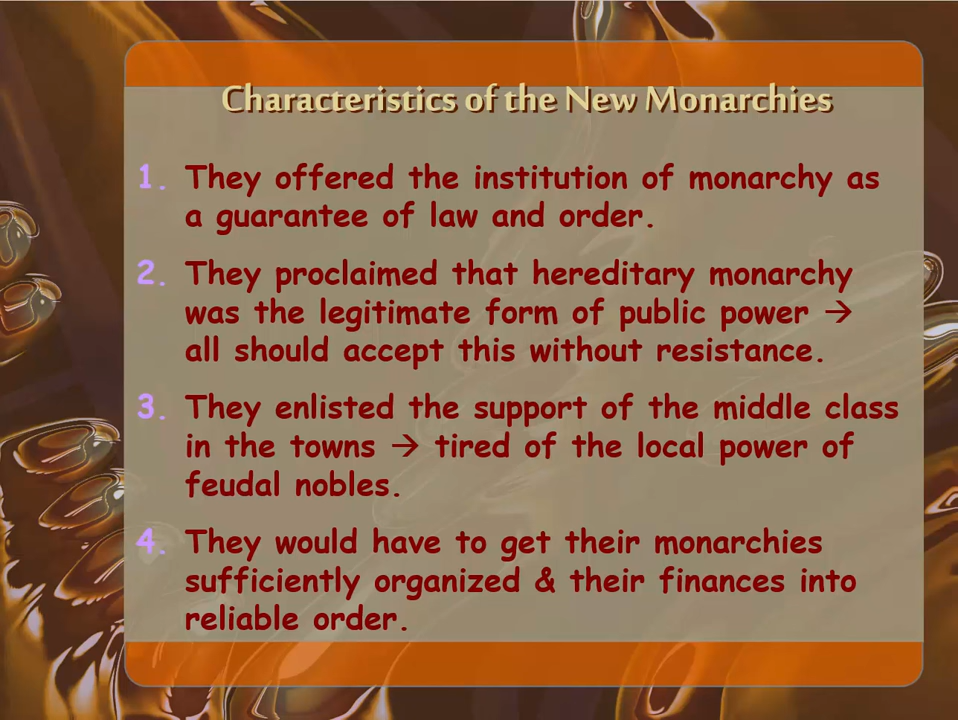 Characteristics of the New Monarchies
1. They offered the institution of monarchy as
a guarantee of law and order.
2. They proclaimed that hereditary monarchy
was the legitimate form of public power →
all should accept this without resistance.
3. They enlisted the support of the middle class
in the towns → tired of the local power of
feudal nobles.
4. They would have to get their monarchies
sufficiently organized & their finances into
reliable order.